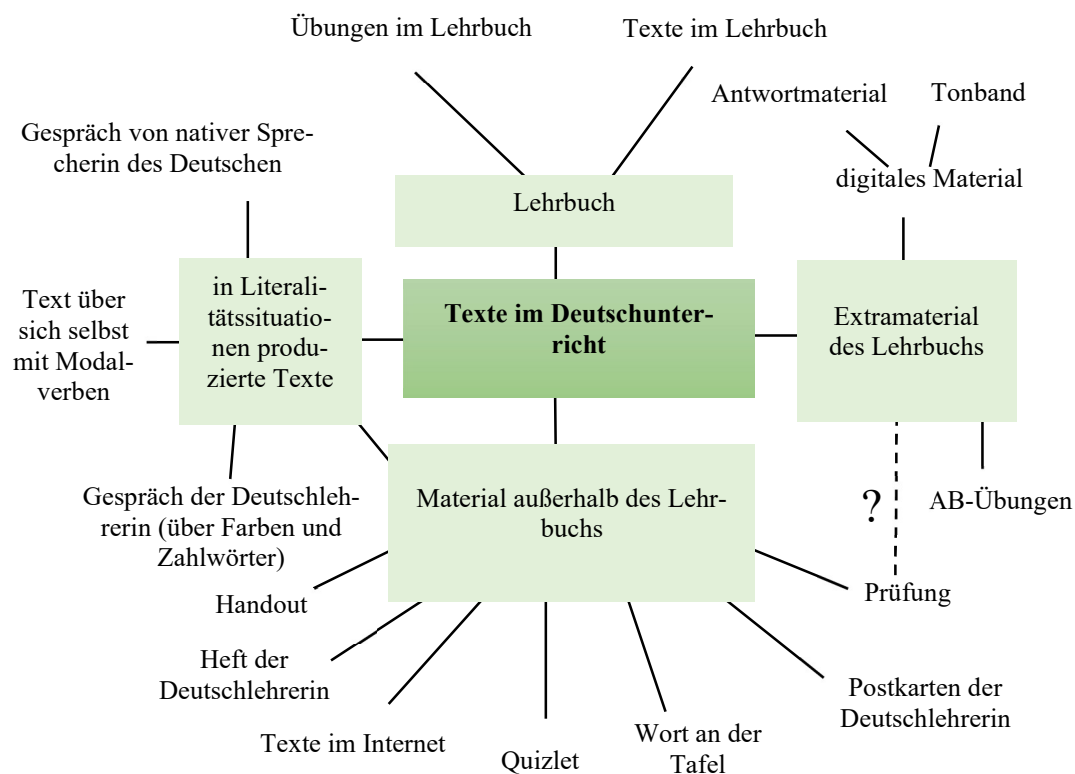 Übungen im Lehrbuch
Texte im Lehrbuch
Antwortmaterial
Tonband
Gespräch von nativer Spre-
cherin des Deutschen
digitales Material
Lehrbuch
in Literali-
tätssituatio-
nen produ-
zierte Texte
Texte im Deutschunter-
richt
Extramaterial
des Lehrbuchs
Text über
sich selbst
mit Modal-
verben
Gespräch der Deutschleh-
rerin (über Farben und
Zahlwörter)
Material außerhalb des Lehr-
buchs
?
AB-Übungen
Handout
Prüfung
Heft der
Deutschlehrerin
Texte im Internet
Quizlet
Wort an der
Tafel
Postkarten der
Deutschlehrerin